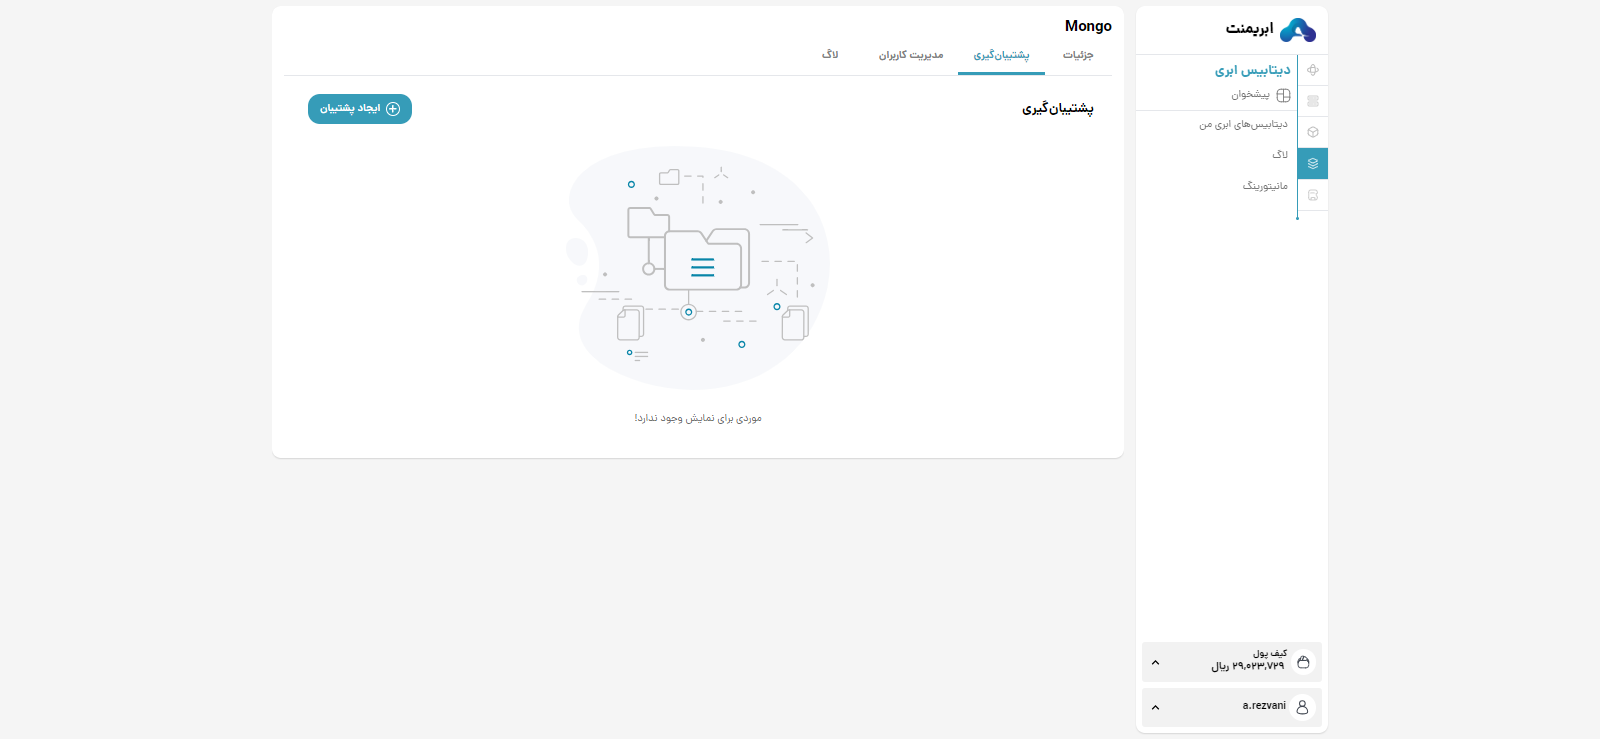 ابریمنت
دیتابیس ابری
پیشخوان
دیتابیس‌های ابری من
لاگ
مانیتورینگ
کیف پول
۲۹,۰۲۳,۷۲۹ ریال
a.rezvani
Mongo
جزئیات پشتیبان‌گیری مدیریت کاربران لاگ
پشتیبان‌گیری
ایجاد پشتیبان
موردی برای نمایش وجود ندارد!